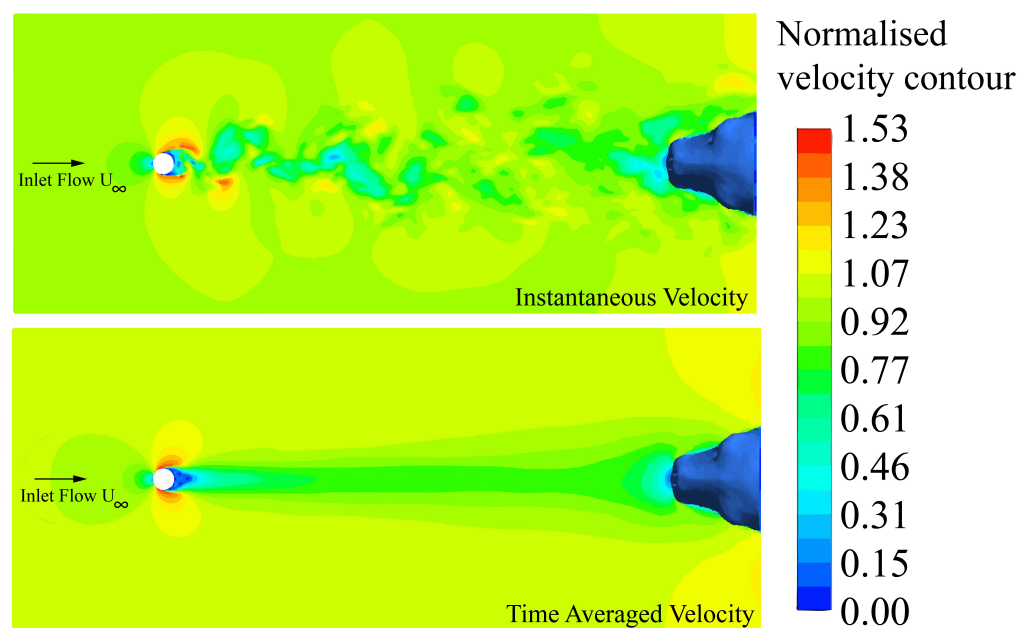 Normalised
velocity contour
Inlet Flow U∞
Instantaneous Velocity
1.53
1.38
1.23
1.07
0.92
0.77
0.61
0.46
0.31
0.15
0.00
Inlet Flow U∞
Time Averaged Velocity